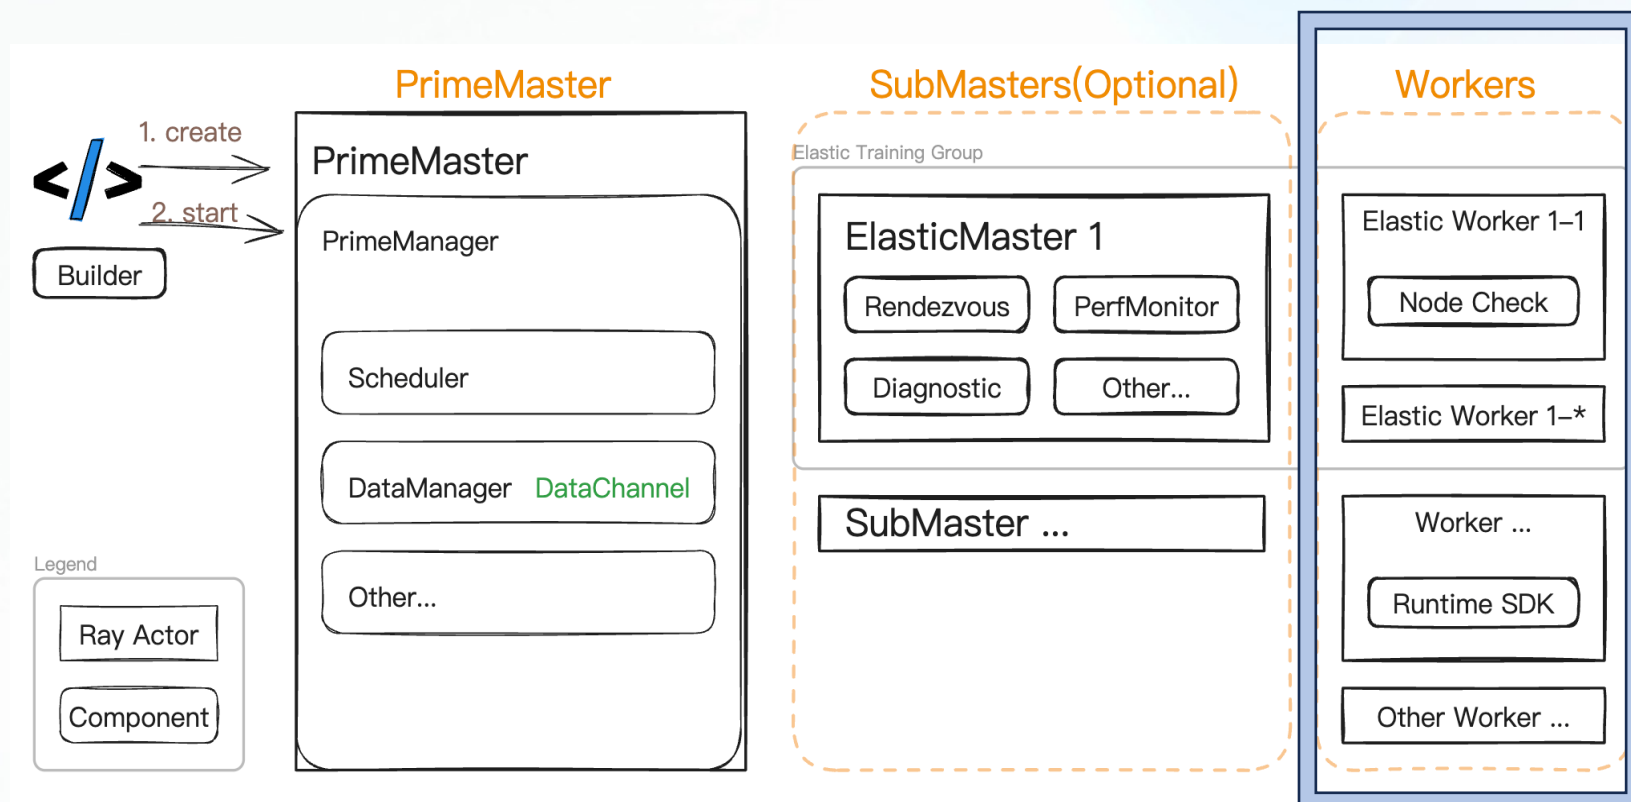 PrimeMaster
SubMasters(Optional)
Workers
1. create
2. start
</>
Builder
PrimeMaster
PrimeManager
Scheduler
DataManager DataChannel
Other...
Elastic Training Group
ElasticMaster 1
Rendezvous
PerfMonitor
Diagnostic
Other...
SubMaster ...
Elastic Worker 1-1
Node Check
Elastic Worker 1-*
Worker ...
Runtime SDK
Other Worker ...
Legend
Ray Actor
Component